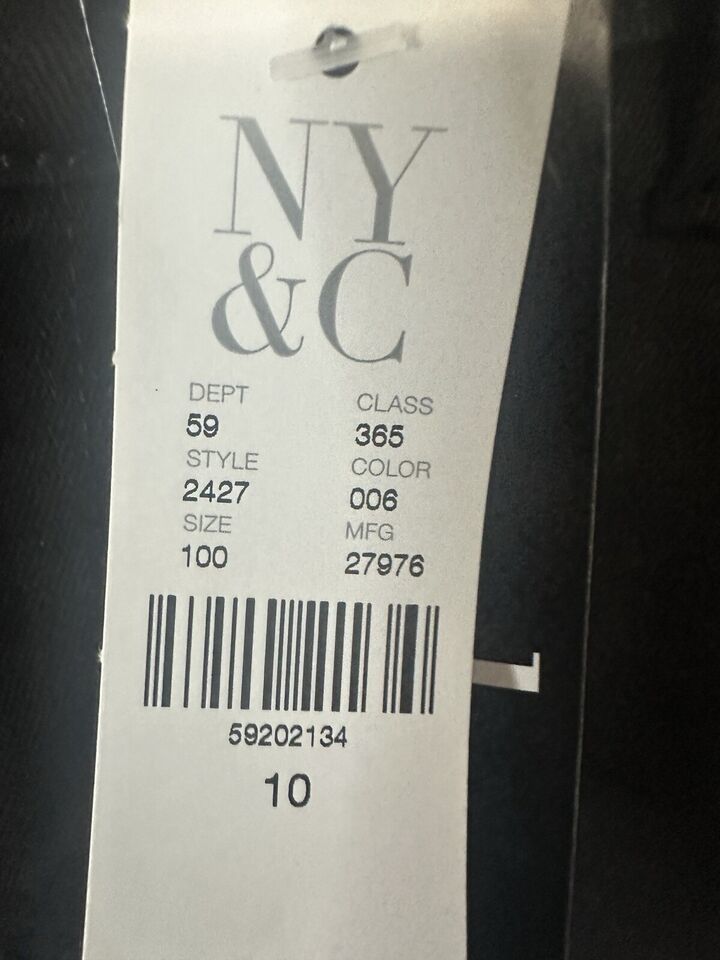 NY
&C
DEPT CLASS
59 365
STYLE COLOR
2427 006
SIZE MFG
100 27976
59202134
10